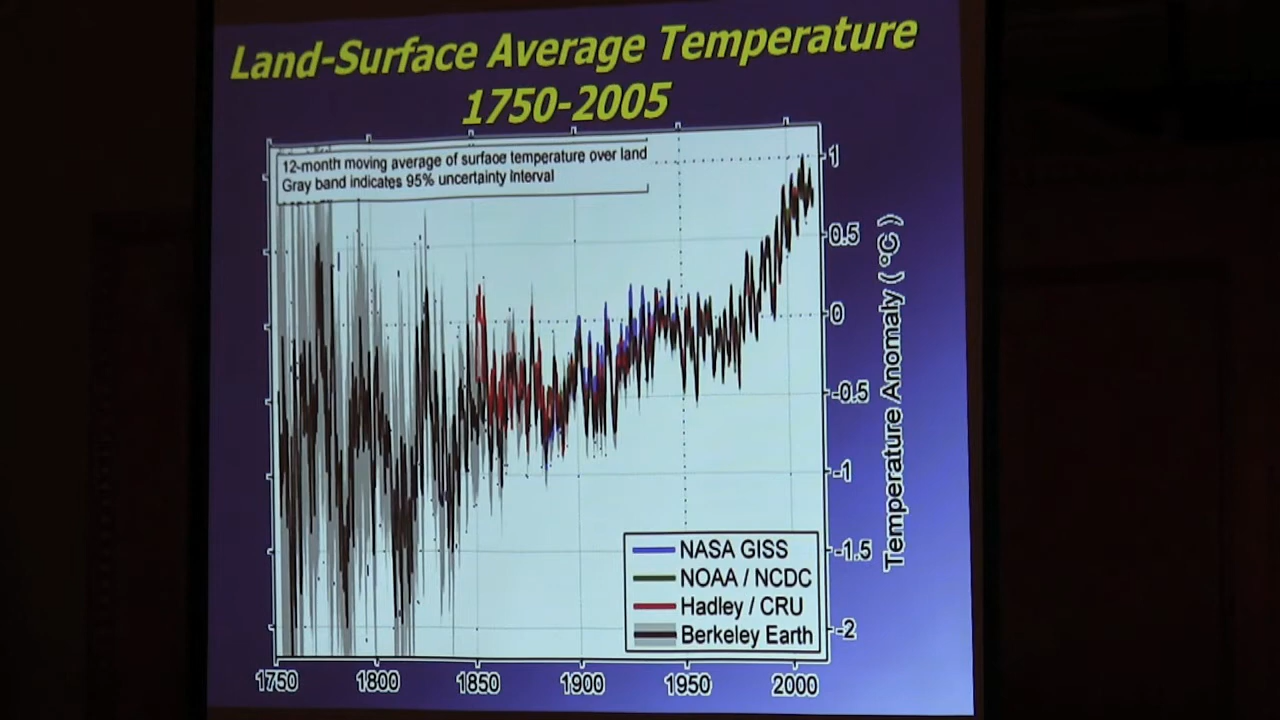 Land-Surface Average Temperature
1750-2005
12-month moving average of surface temperature over land
Gray band indicates 95% uncertainty interval
1
0.5
0
-0.5
-1
-1.5
-2
Temperature Anomaly ( °C )
NASA GISS
NOAA / NCDC
Hadley / CRU
Berkeley Earth
1750 1800 1850 1900 1950 2000